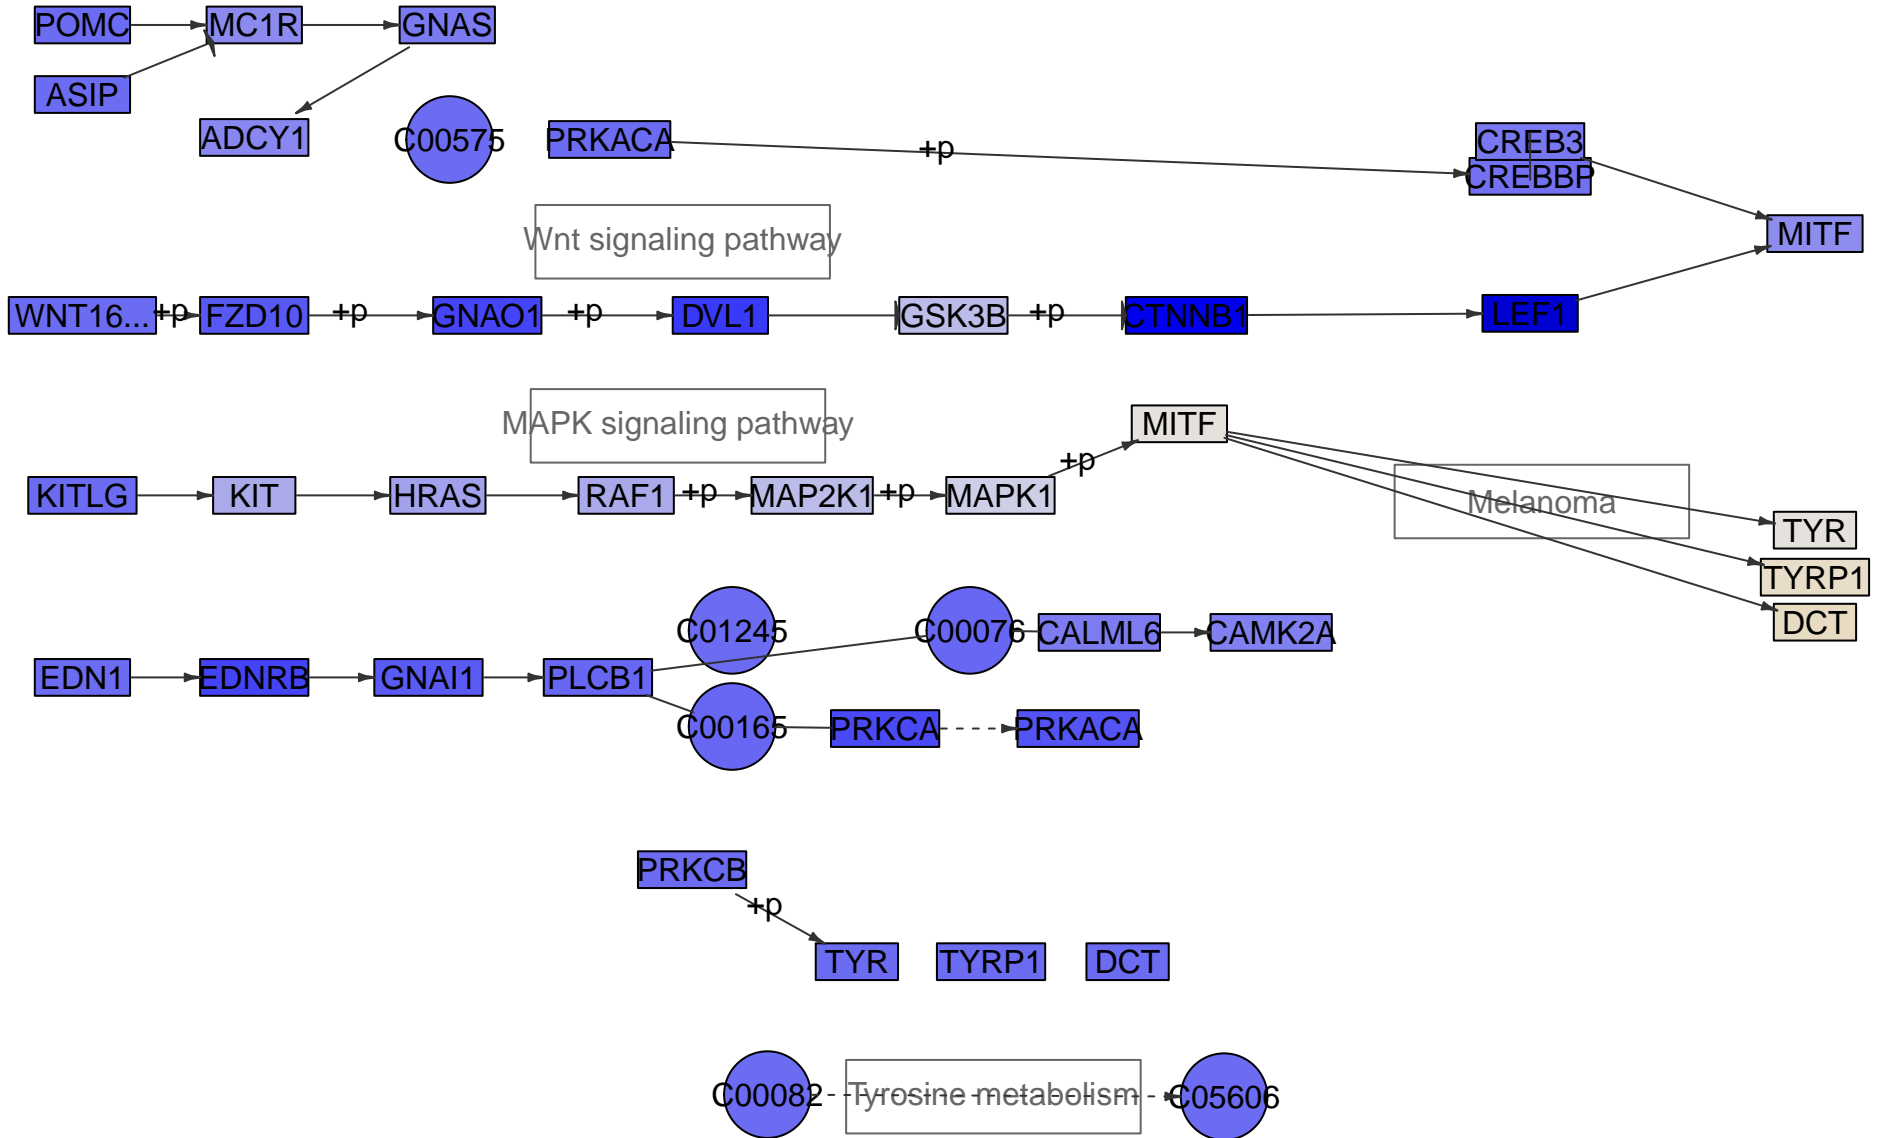 POMC MC1R GNAS
ASIP
ADCY1 C00575 PRKACA +p CREB3
CREBBP
Wnt signaling pathway MITF
WNT16... +p FZD10 +p GNAO1 +p DVL1 GSK3B +p CTNNB1 LEF1
MAPK signaling pathway MITF
+p
KITLG KIT HRAS RAF1 +p MAP2K1 +p MAPK1 Melanoma
TYR
TYRP1
DCT
C01245 C00076 CALML6 CAMK2A
EDN1 EDNRB GNAI1 PLCB1
C00165 PRKCA PRKACA
PRKCB
+p
TYR TYRP1 DCT
C00082 Tyrosine metabolism C05606